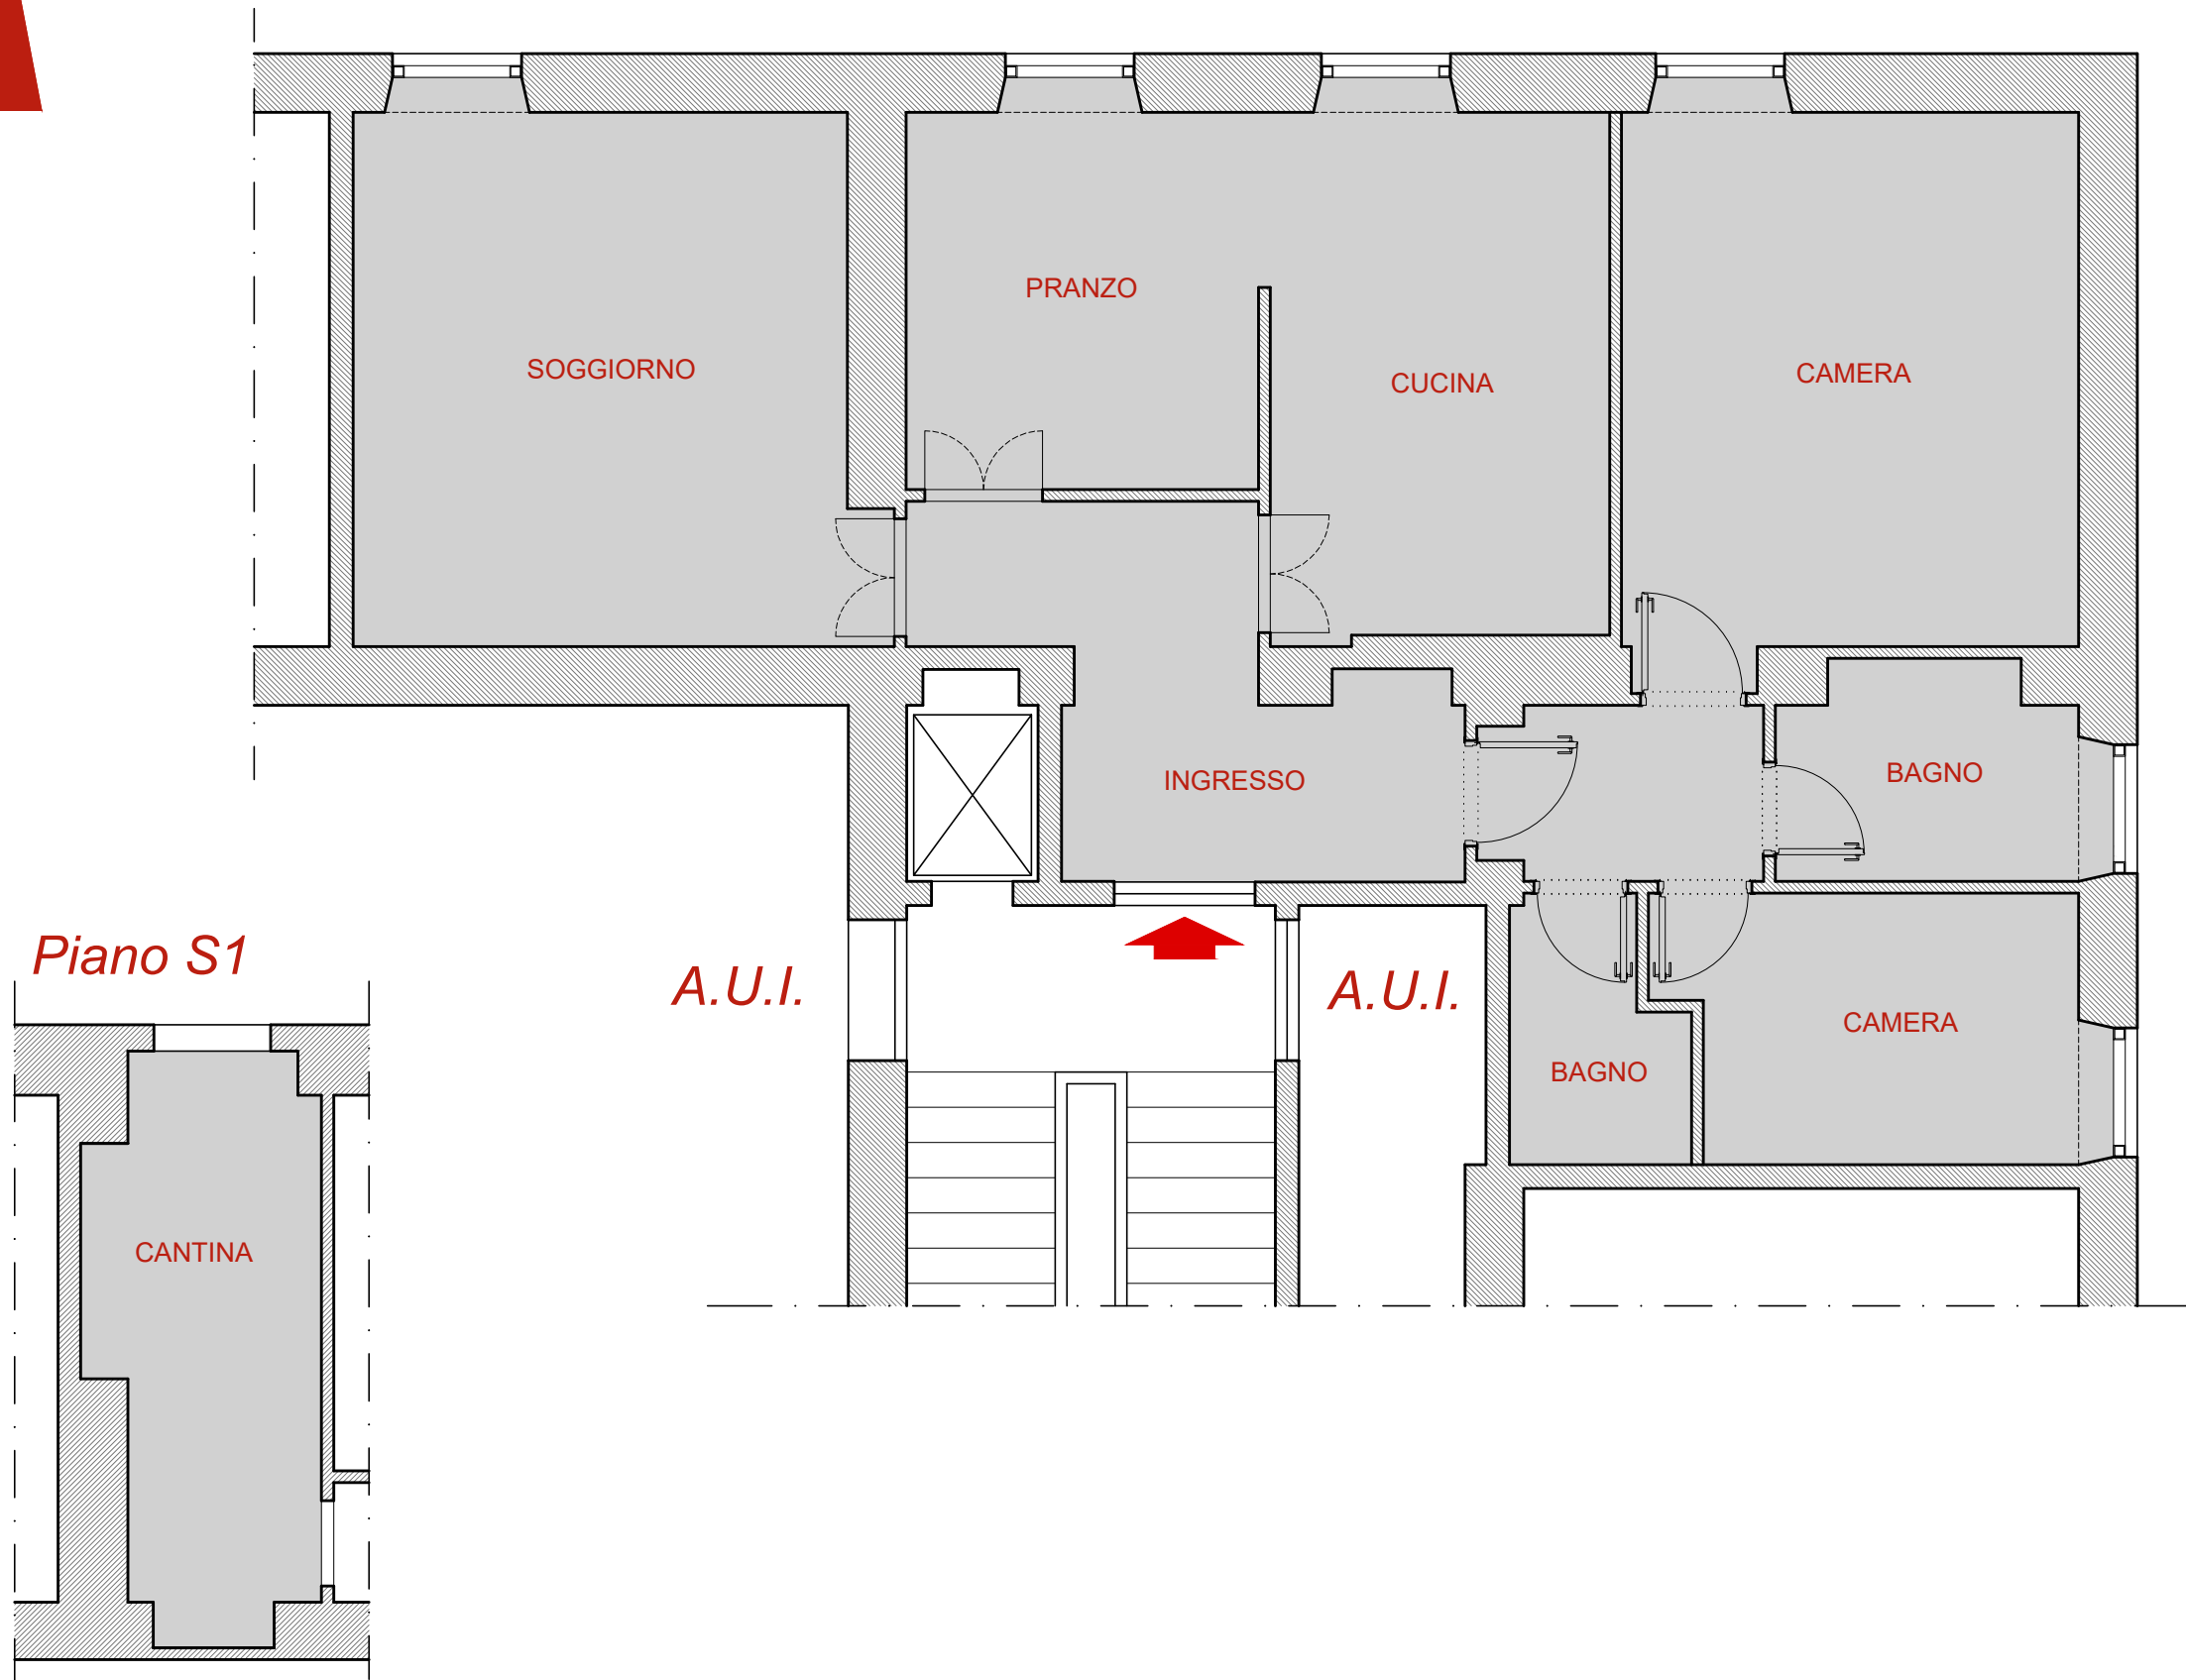 PRANZO
SOGGIORNO
CUCINA
CAMERA
INGRESSO
BAGNO
Piano S1
A.U.I.
A.U.I.
CAMERA
BAGNO
CANTINA